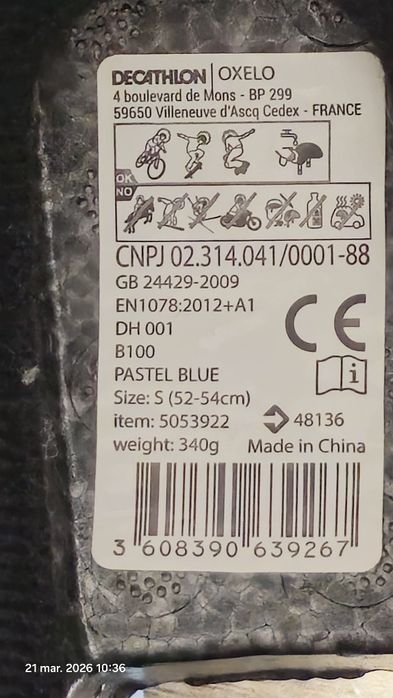 DECATHLON | OXELO
4 boulevard de Mons - BP 299
59650 Villeneuve d'Ascq Cedex - FRANCE
OK
NO
CNPJ 02.314.041/0001-88
GB 24429-2009
EN1078:2012+A1
CE
DH 001
B100
i
PASTEL BLUE
Size: S (52-54cm)
item: 5053922
48136
weight: 340g
Made in China
3 608390 639267
21 mar. 2026 10:36